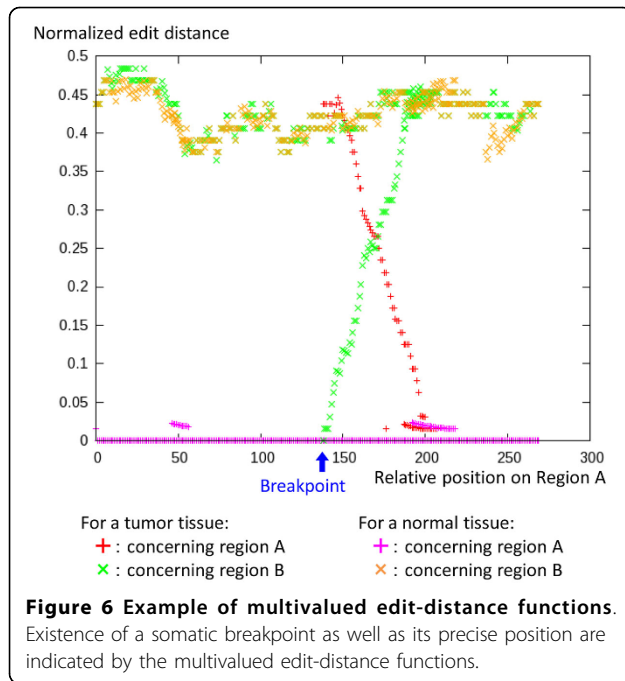 Normalized edit distance
0.5
0.45
0.4
0.35
0.3
0.25
0.2
0.15
0.1
0.05
0
0 50 100 150 200 250 300
Breakpoint
Relative position on Region A
For a tumor tissue: For a normal tissue:
+ : concerning region A + : concerning region A
× : concerning region B × : concerning region B
Figure 6 Example of multivalued edit-distance functions.
Existence of a somatic breakpoint as well as its precise position are
indicated by the multivalued edit-distance functions.